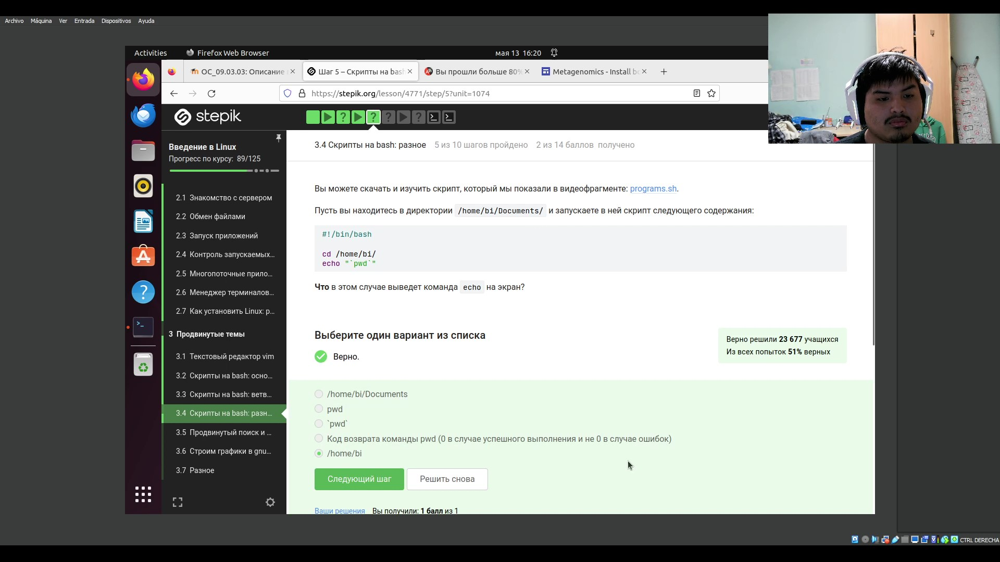 Archivo Máquina Ver Entrada Dispositivos Ayuda
Activities Firefox Web Browser мая 13 16:20
ОС_09.03.03: Описание Шаг 5 – Скрипты на bash Вы прошли больше 80% Metagenomics - Install bc
https://stepik.org/lesson/4771/step/5?unit=1074
stepik
Введение в Linux
Прогресс по курсу: 89/125
2.1 Знакомство с сервером
2.2 Обмен файлами
2.3 Запуск приложений
2.4 Контроль запускаемых...
2.5 Многопоточные прило...
2.6 Менеджер терминалов...
2.7 Как установить Linux: р...
3 Продвинутые темы
3.1 Текстовый редактор vim
3.2 Скрипты на bash: осно...
3.3 Скрипты на bash: ветв...
3.4 Скрипты на bash: разн...
3.5 Продвинутый поиск и ...
3.6 Строим графики в gnu...
3.7 Разное
3.4 Скрипты на bash: разное 5 из 10 шагов пройдено 2 из 14 баллов получено
Вы можете скачать и изучить скрипт, который мы показали в видеофрагменте: programs.sh.
Пусть вы находитесь в директории /home/bi/Documents/ и запускаете в ней скрипт следующего содержания:
#!/bin/bash
cd /home/bi/
echo "`pwd`"
Что в этом случае выведет команда echo на экран?
Выберите один вариант из списка
Верно.
Верно решили 23 677 учащихся
Из всех попыток 51% верных
/home/bi/Documents
pwd
`pwd`
Код возврата команды pwd (0 в случае успешного выполнения и не 0 в случае ошибок)
/home/bi
Следующий шаг Решить снова
Ваши решения Вы получили: 1 балл из 1
CTRL DERECHA